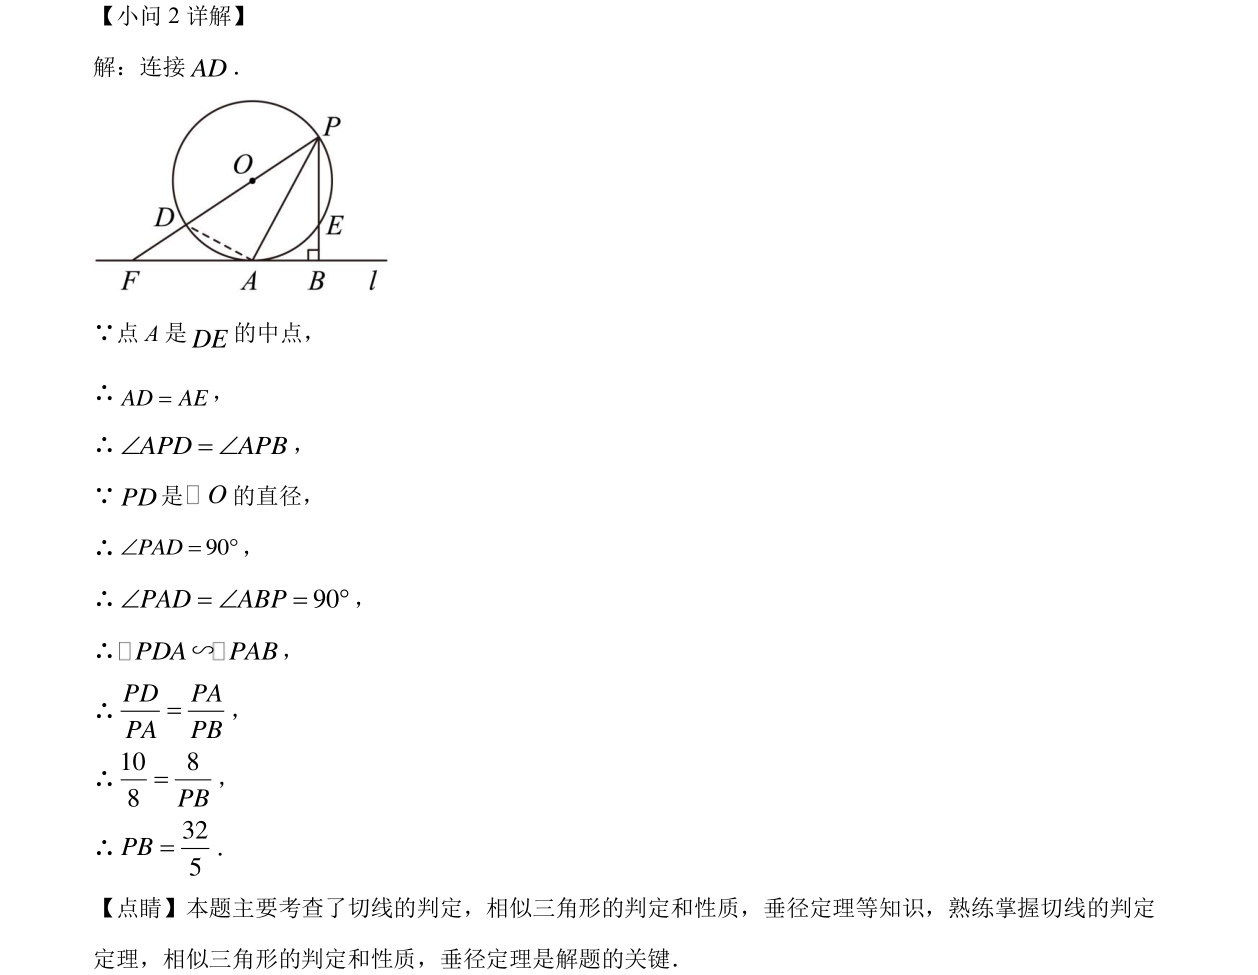 【小问 2 详解】
解：连接 AD．
P
O
D
E
F A B l
∵点 A 是 DE 的中点，
∴ AD = AE，
∴ ∠APD = ∠APB，
∵ PD 是□ O 的直径，
∴ ∠PAD = 90°，
∴ ∠PAD = ∠ABP = 90°，
∴□PDA∽□PAB，
∴ PD/PA = PA/PB，
∴ 10/8 = 8/PB，
∴ PB = 32/5．
【点睛】本题主要考查了切线的判定，相似三角形的判定和性质，垂径定理等知识，熟练掌握切线的判定
定理，相似三角形的判定和性质，垂径定理是解题的关键．